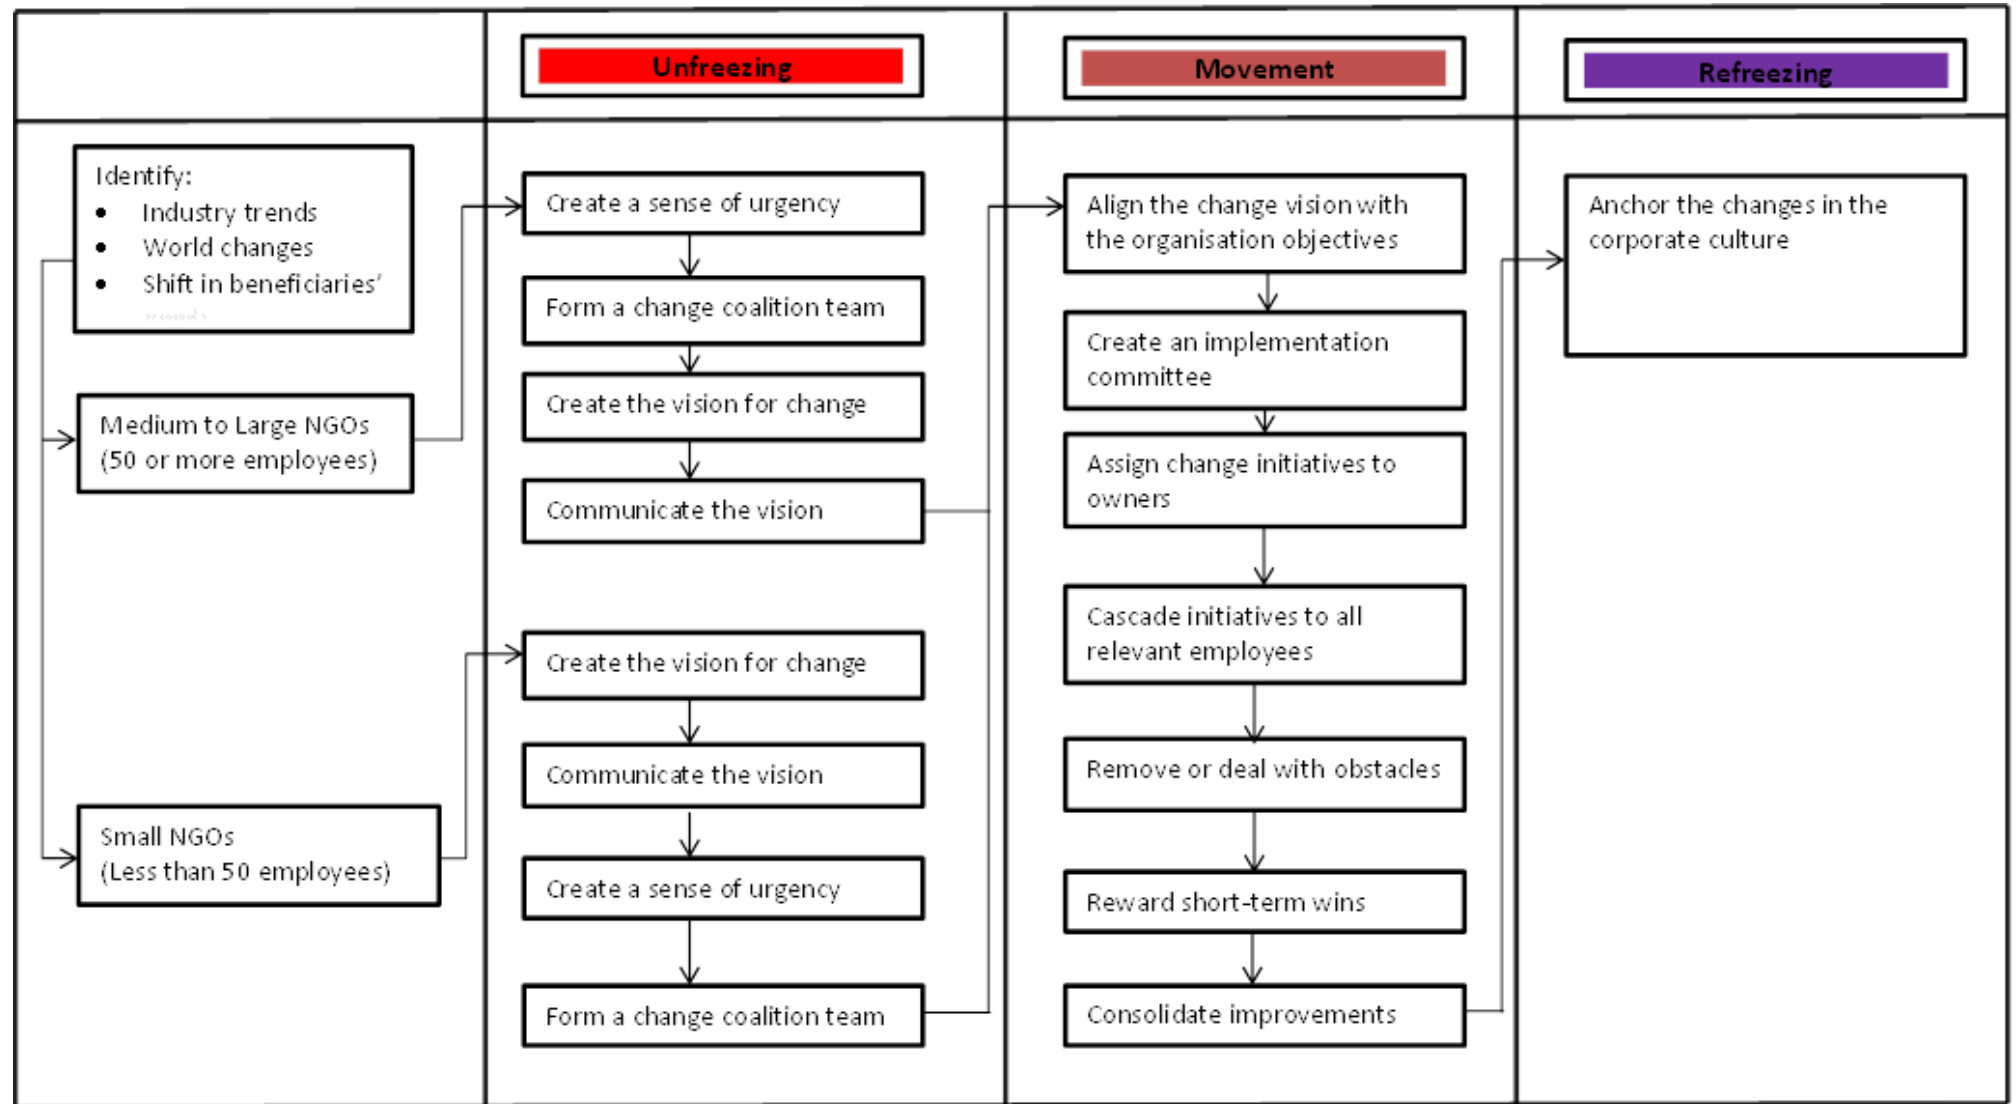 Unfreezing
Movement
Refreezing
Identify:
• Industry trends
• World changes
• Shift in beneficiaries'
Medium to Large NGOs
(50 or more employees)
Small NGOs
(Less than 50 employees)
Create a sense of urgency
Form a change coalition team
Create the vision for change
Communicate the vision
Create the vision for change
Communicate the vision
Create a sense of urgency
Form a change coalition team
Align the change vision with
the organisation objectives
Create an implementation
committee
Assign change initiatives to
owners
Cascade initiatives to all
relevant employees
Remove or deal with obstacles
Reward short-term wins
Consolidate improvements
Anchor the changes in the
corporate culture